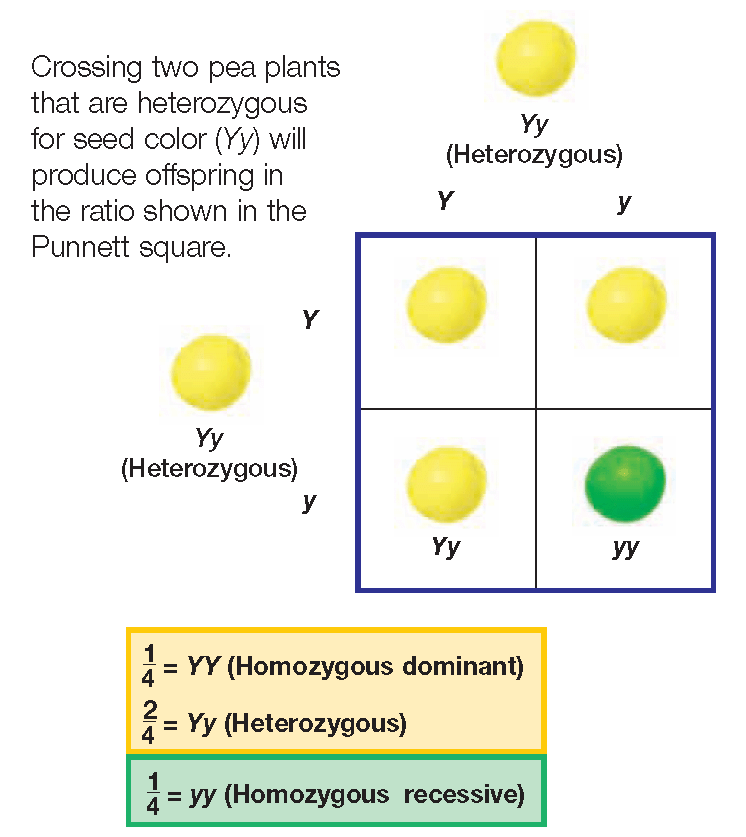 Crossing two pea plants
that are heterozygous
for seed color (Yy) will
produce offspring in
the ratio shown in the
Punnett square.
Yy
(Heterozygous)
Y y
Y
Yy
(Heterozygous)
y
Yy yy
1/4 = YY (Homozygous dominant)
2/4 = Yy (Heterozygous)
1/4 = yy (Homozygous recessive)